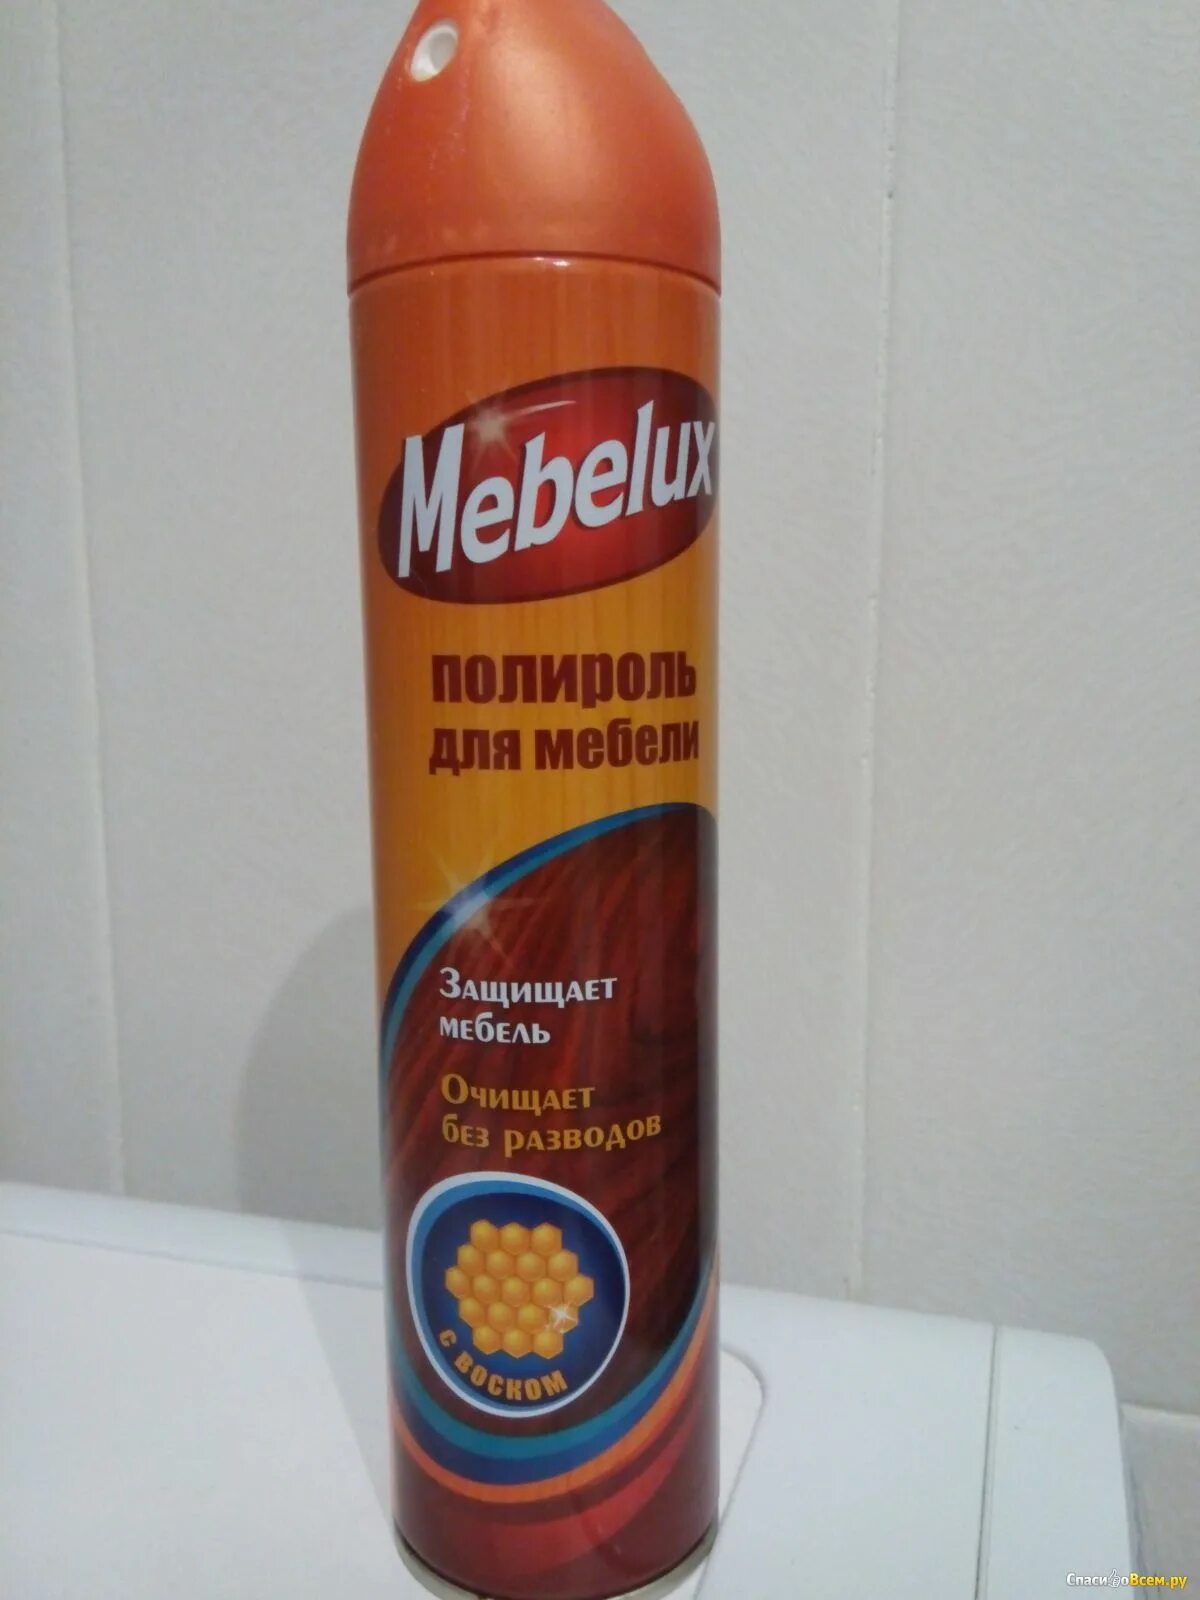 Mebelux
полироль
для мебели
Защищает
мебель
Очищает
без разводов
с воском
СпасибоВсем.ру